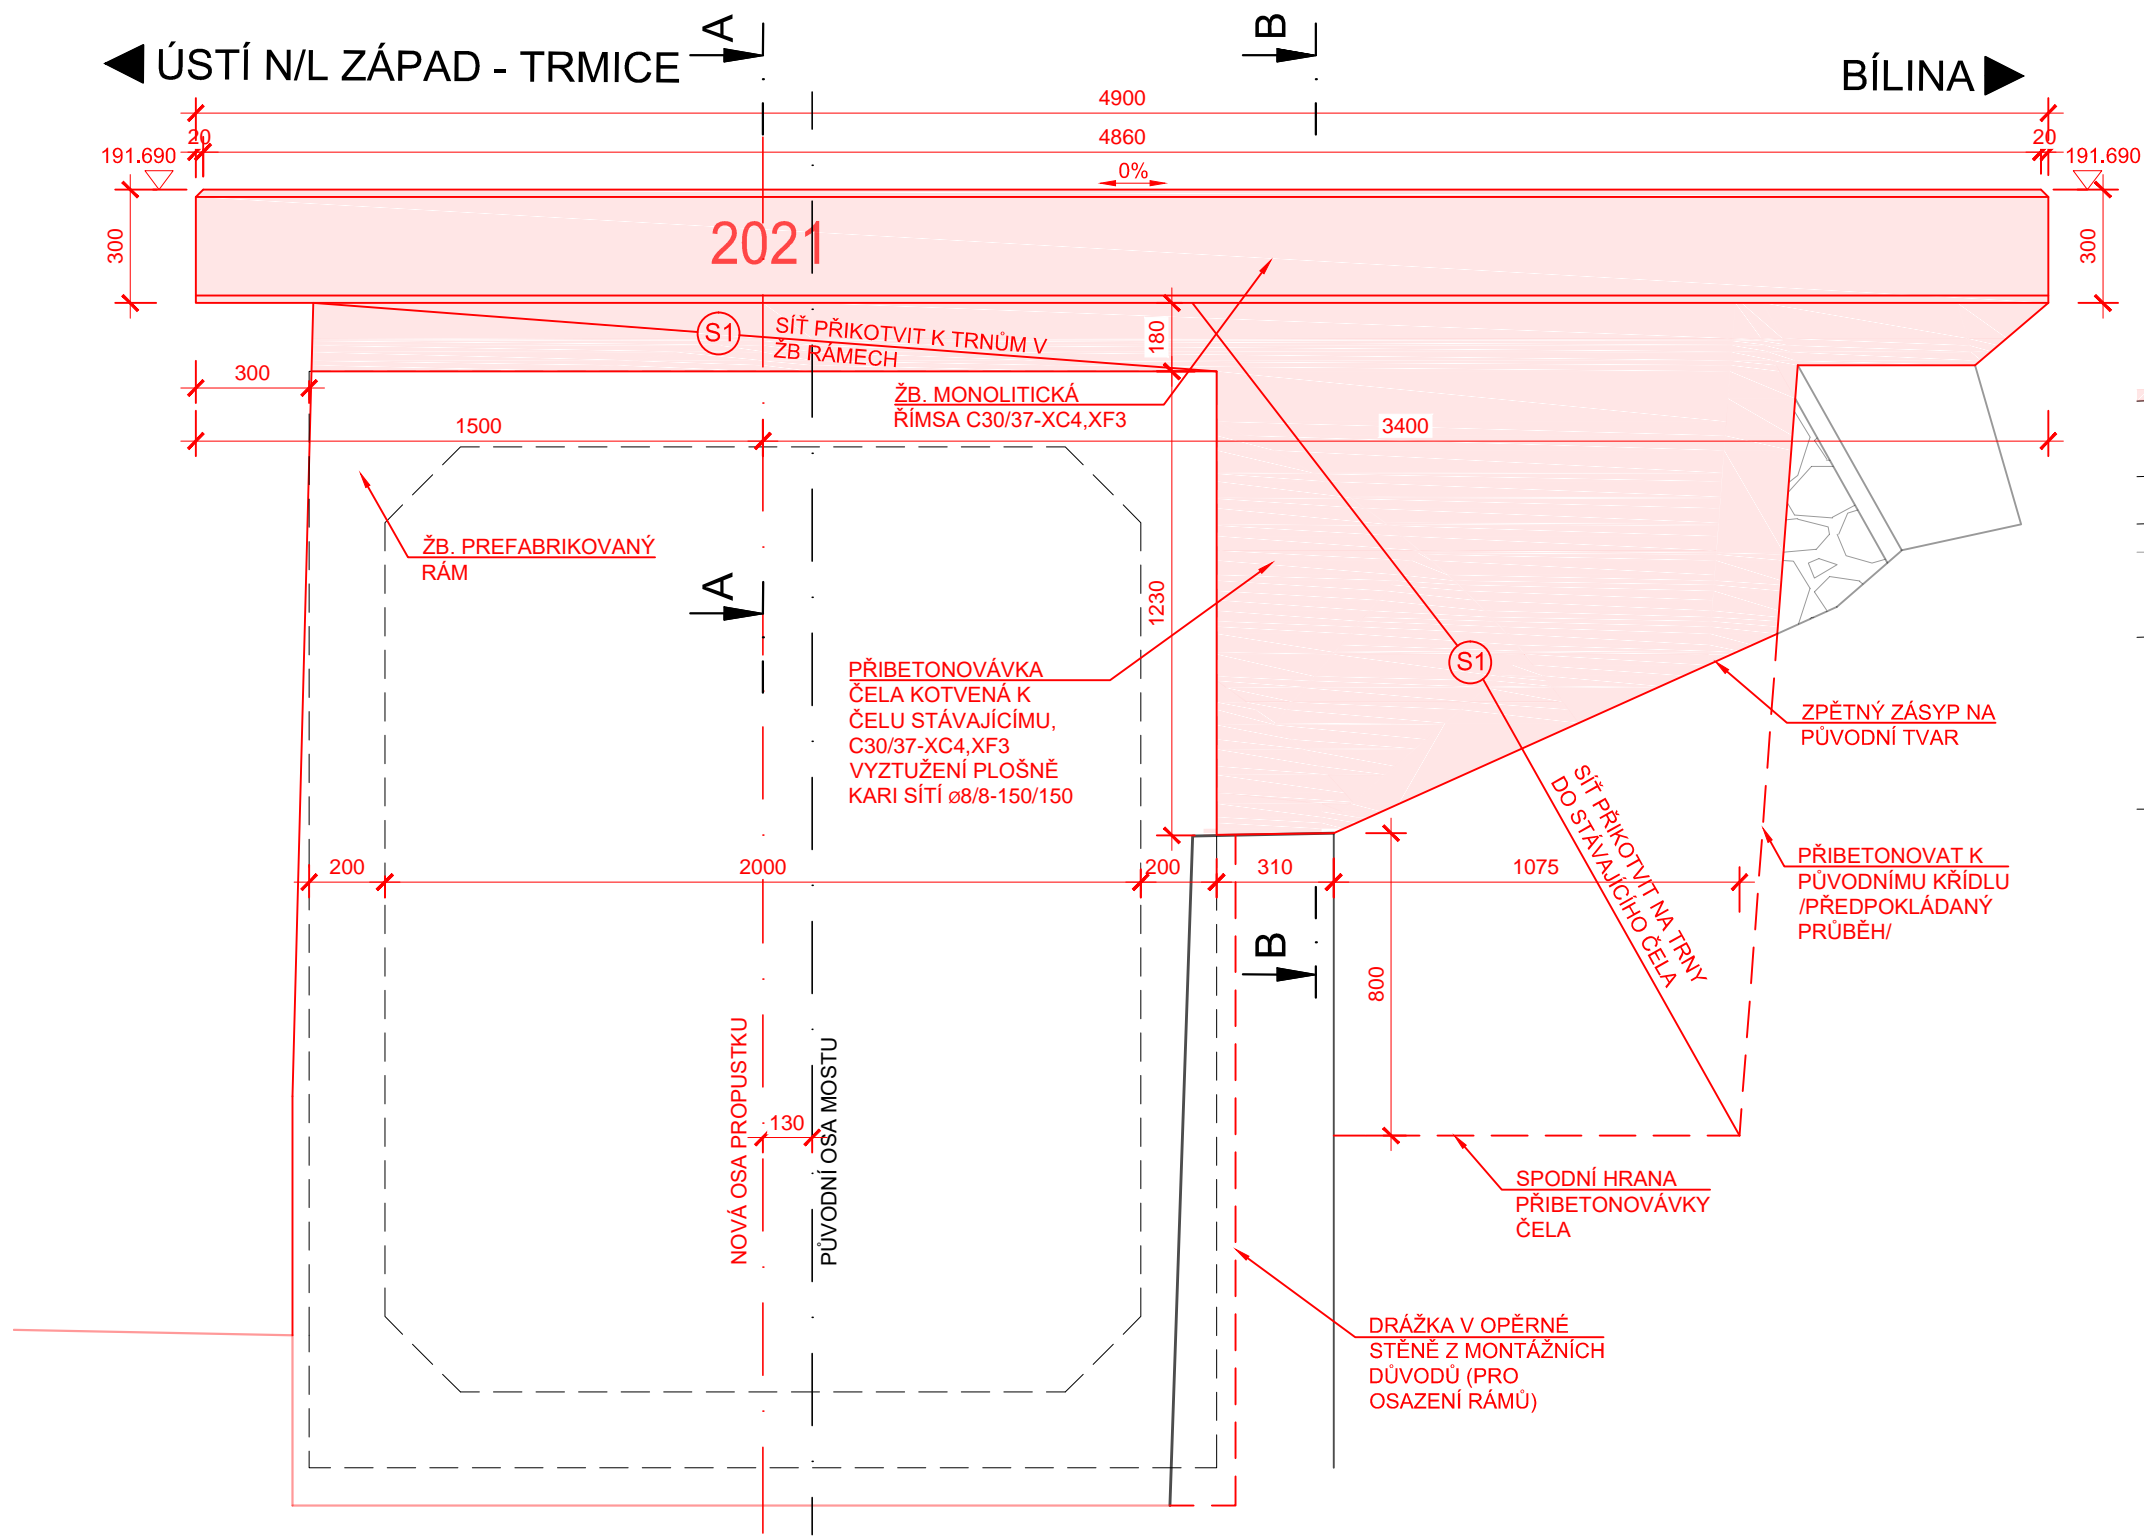 A
B
ÚSTÍ N/L ZÁPAD - TRMICE
BÍLINA
4900
20
4860
20
191.690
0%
191.690
300
2021
300
S1
SÍŤ PŘIKOTVIT K TRNŮM V
ŽB RÁMECH
180
300
ŽB. MONOLITICKÁ
ŘÍMSA C30/37-XC4,XF3
1500
3400
ŽB. PREFABRIKOVANÝ
RÁM
A
1230
PŘIBETONOVÁVKA
ČELA KOTVENÁ K
ČELU STÁVAJÍCÍMU,
C30/37-XC4,XF3
VYZTUŽENÍ PLOŠNĚ
KARI SÍTÍ ø8/8-150/150
S1
ZPĚTNÝ ZÁSYP NA
PŮVODNÍ TVAR
SÍŤ PŘIKOTVIT NA TRNY
DO STÁVAJÍCÍHO ČELA
PŘIBETONOVAT K
PŮVODNÍMU KŘÍDLU
/PŘEDPOKLÁDANÝ
PRŮBĚH/
200
2000
200
310
1075
B
800
NOVÁ OSA PROPUSTKU
PŮVODNÍ OSA MOSTU
130
SPODNÍ HRANA
PŘIBETONOVÁVKY
ČELA
DRÁŽKA V OPĚRNÉ
STĚNĚ Z MONTÁŽNÍCH
DŮVODŮ (PRO
OSAZENÍ RÁMŮ)